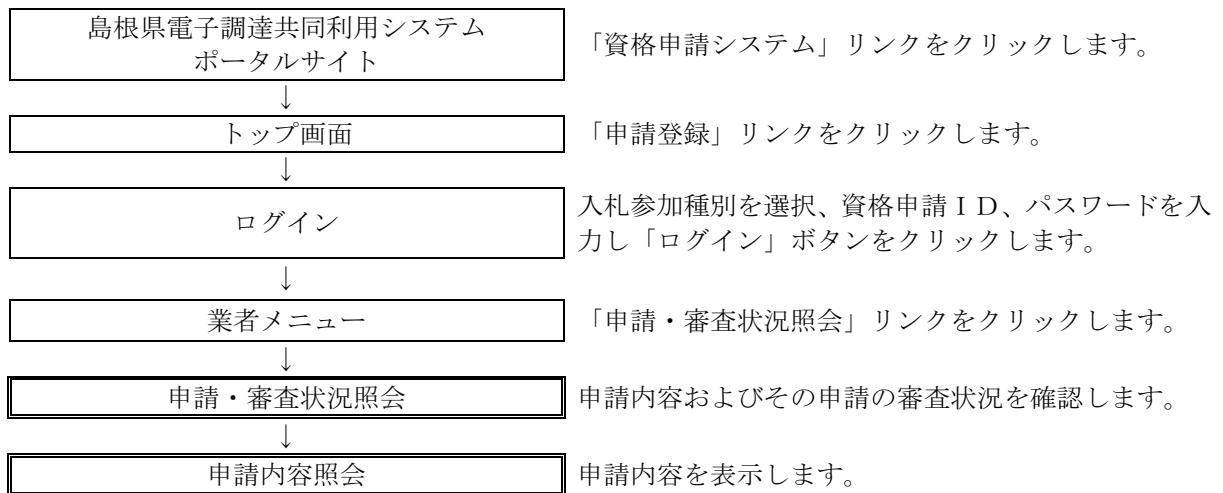 島根県電子調達共同利用システム
ポータルサイト
「資格申請システム」リンクをクリックします。
↓
トップ画面
「申請登録」リンクをクリックします。
↓
ログイン
入札参加種別を選択、資格申請ＩＤ、パスワードを入
力し「ログイン」ボタンをクリックします。
↓
業者メニュー
「申請・審査状況照会」リンクをクリックします。
↓
申請・審査状況照会
申請内容およびその申請の審査状況を確認します。
↓
申請内容照会
申請内容を表示します。